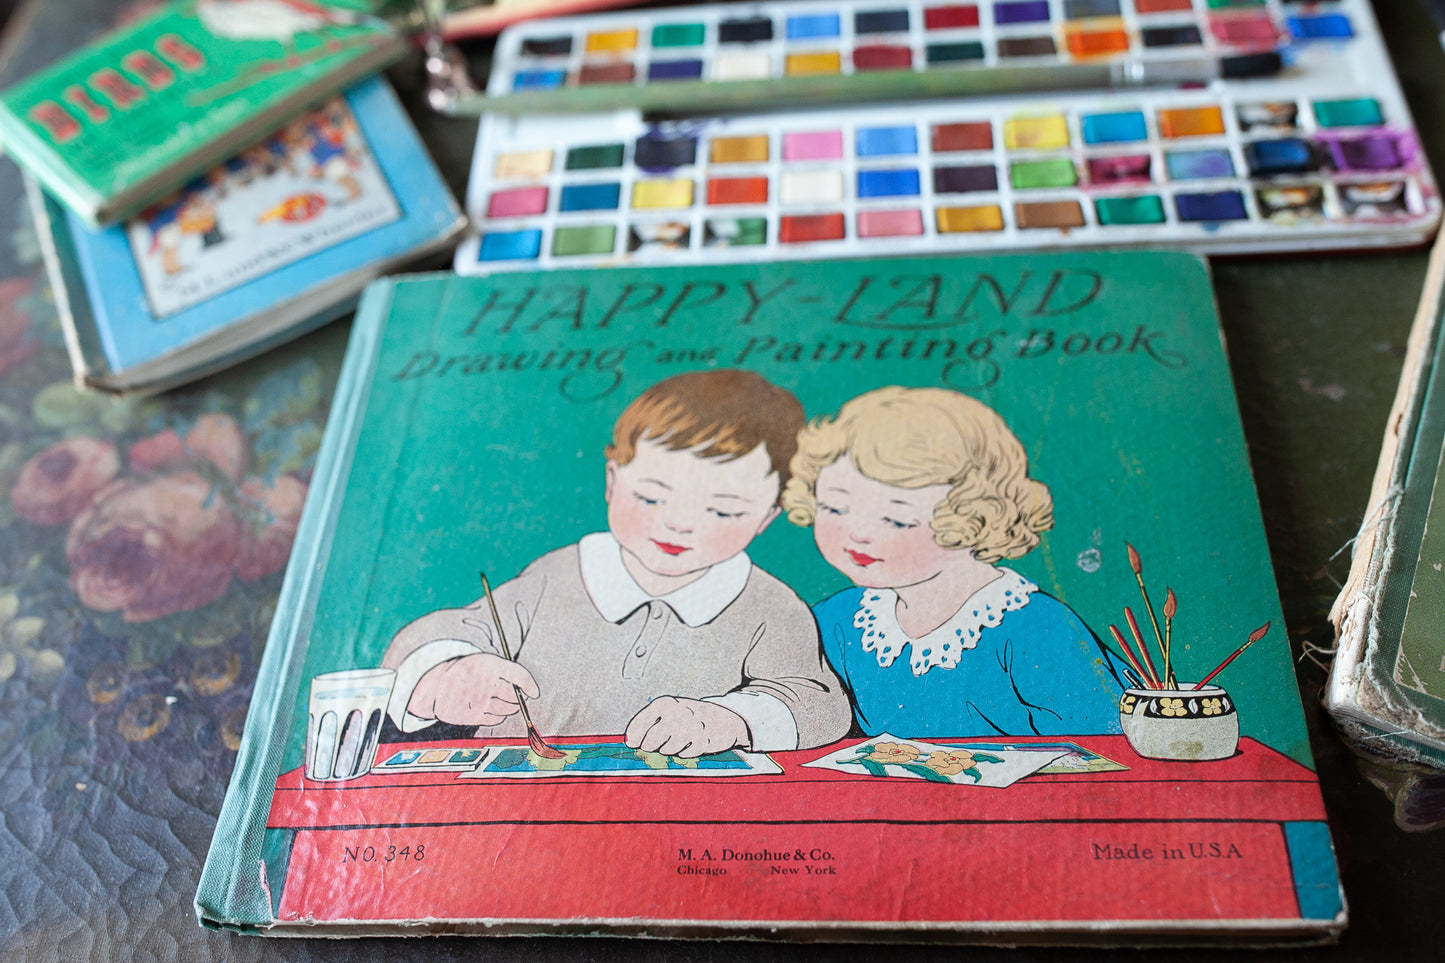 BIRDS
HAPPY-LAND
Drawing and Painting Book
NO. 348
M. A. Donohue & Co.
Chicago New York
Made in U.S.A